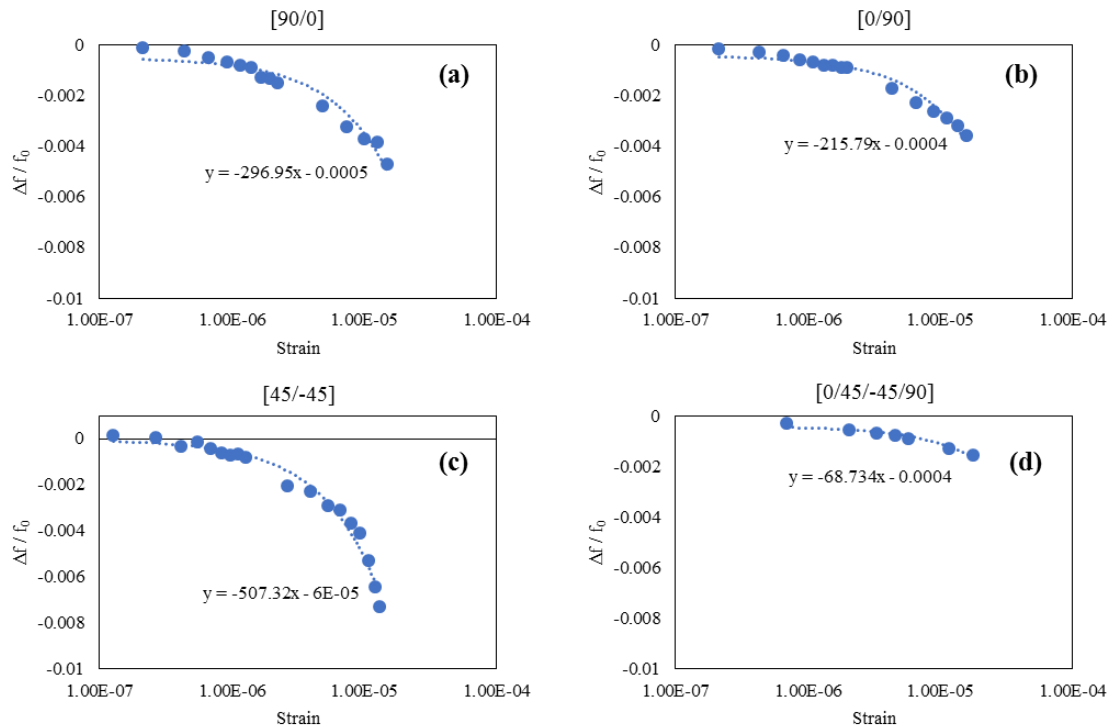 [90/0]
0
-0.002
-0.004
-0.006
-0.008
-0.01
Δf / f₀
(a)
y = -296.95x - 0.0005
1.00E-07 1.00E-06 1.00E-05 1.00E-04
Strain
[0/90]
0
-0.002
-0.004
-0.006
-0.008
-0.01
Δf / f₀
(b)
y = -215.79x - 0.0004
1.00E-07 1.00E-06 1.00E-05 1.00E-04
Strain
[45/-45]
0
-0.002
-0.004
-0.006
-0.008
-0.01
Δf / f₀
(c)
y = -507.32x - 6E-05
1.00E-07 1.00E-06 1.00E-05 1.00E-04
Strain
[0/45/-45/90]
0
-0.002
-0.004
-0.006
-0.008
-0.01
Δf / f₀
(d)
y = -68.734x - 0.0004
1.00E-07 1.00E-06 1.00E-05 1.00E-04
Strain